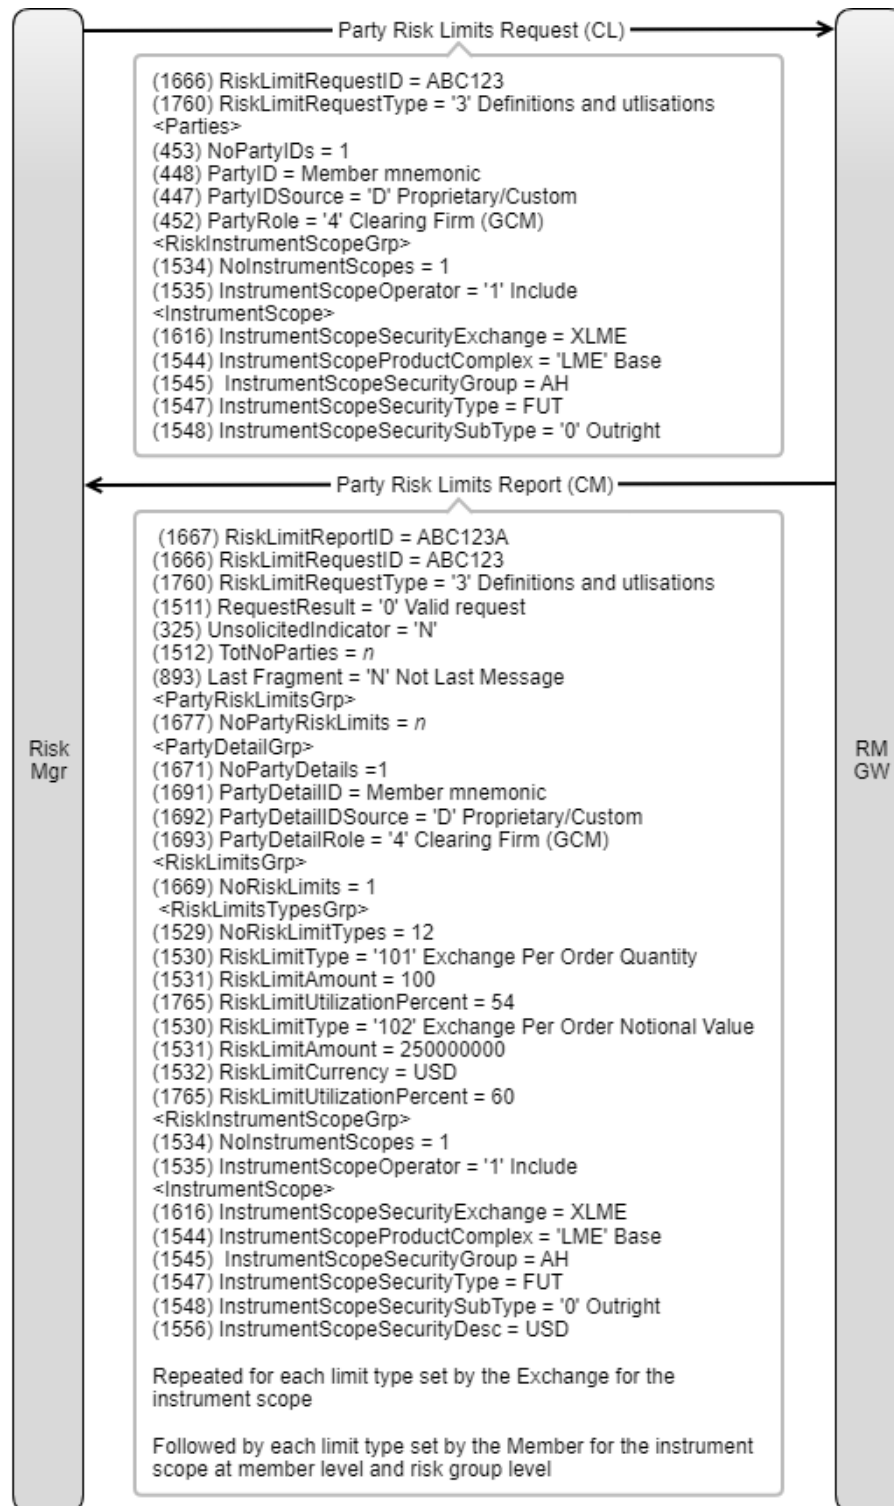 Party Risk Limits Request (CL)
(1666) RiskLimitRequestID = ABC123
(1760) RiskLimitRequestType = '3' Definitions and utlisations
<Parties>
(453) NoPartyIDs = 1
(448) PartyID = Member mnemonic
(447) PartyIDSource = 'D' Proprietary/Custom
(452) PartyRole = '4' Clearing Firm (GCM)
<RiskInstrumentScopeGrp>
(1534) NoInstrumentScopes = 1
(1535) InstrumentScopeOperator = '1' Include
<InstrumentScope>
(1616) InstrumentScopeSecurityExchange = XLME
(1544) InstrumentScopeProductComplex = 'LME' Base
(1545)  InstrumentScopeSecurityGroup = AH
(1547) InstrumentScopeSecurityType = FUT
(1548) InstrumentScopeSecuritySubType = '0' Outright
Party Risk Limits Report (CM)
(1667) RiskLimitReportID = ABC123A
(1666) RiskLimitRequestID = ABC123
(1760) RiskLimitRequestType = '3' Definitions and utlisations
(1511) RequestResult = '0' Valid request
(325) UnsolicitedIndicator = 'N'
(1512) TotNoParties = n
(893) Last Fragment = 'N' Not Last Message
<PartyRiskLimitsGrp>
(1677) NoPartyRiskLimits = n
<PartyDetailGrp>
(1671) NoPartyDetails =1
(1691) PartyDetailID = Member mnemonic
(1692) PartyDetailIDSource = 'D' Proprietary/Custom
(1693) PartyDetailRole = '4' Clearing Firm (GCM)
<RiskLimitsGrp>
(1669) NoRiskLimits = 1
<RiskLimitsTypesGrp>
(1529) NoRiskLimitTypes = 12
(1530) RiskLimitType = '101' Exchange Per Order Quantity
(1531) RiskLimitAmount = 100
(1765) RiskLimitUtilizationPercent = 54
(1530) RiskLimitType = '102' Exchange Per Order Notional Value
(1531) RiskLimitAmount = 250000000
(1532) RiskLimitCurrency = USD
(1765) RiskLimitUtilizationPercent = 60
<RiskInstrumentScopeGrp>
(1534) NoInstrumentScopes = 1
(1535) InstrumentScopeOperator = '1' Include
<InstrumentScope>
(1616) InstrumentScopeSecurityExchange = XLME
(1544) InstrumentScopeProductComplex = 'LME' Base
(1545)  InstrumentScopeSecurityGroup = AH
(1547) InstrumentScopeSecurityType = FUT
(1548) InstrumentScopeSecuritySubType = '0' Outright
(1556) InstrumentScopeSecurityDesc = USD
Repeated for each limit type set by the Exchange for the
instrument scope
Followed by each limit type set by the Member for the instrument
scope at member level and risk group level
Risk
Mgr
RM
GW